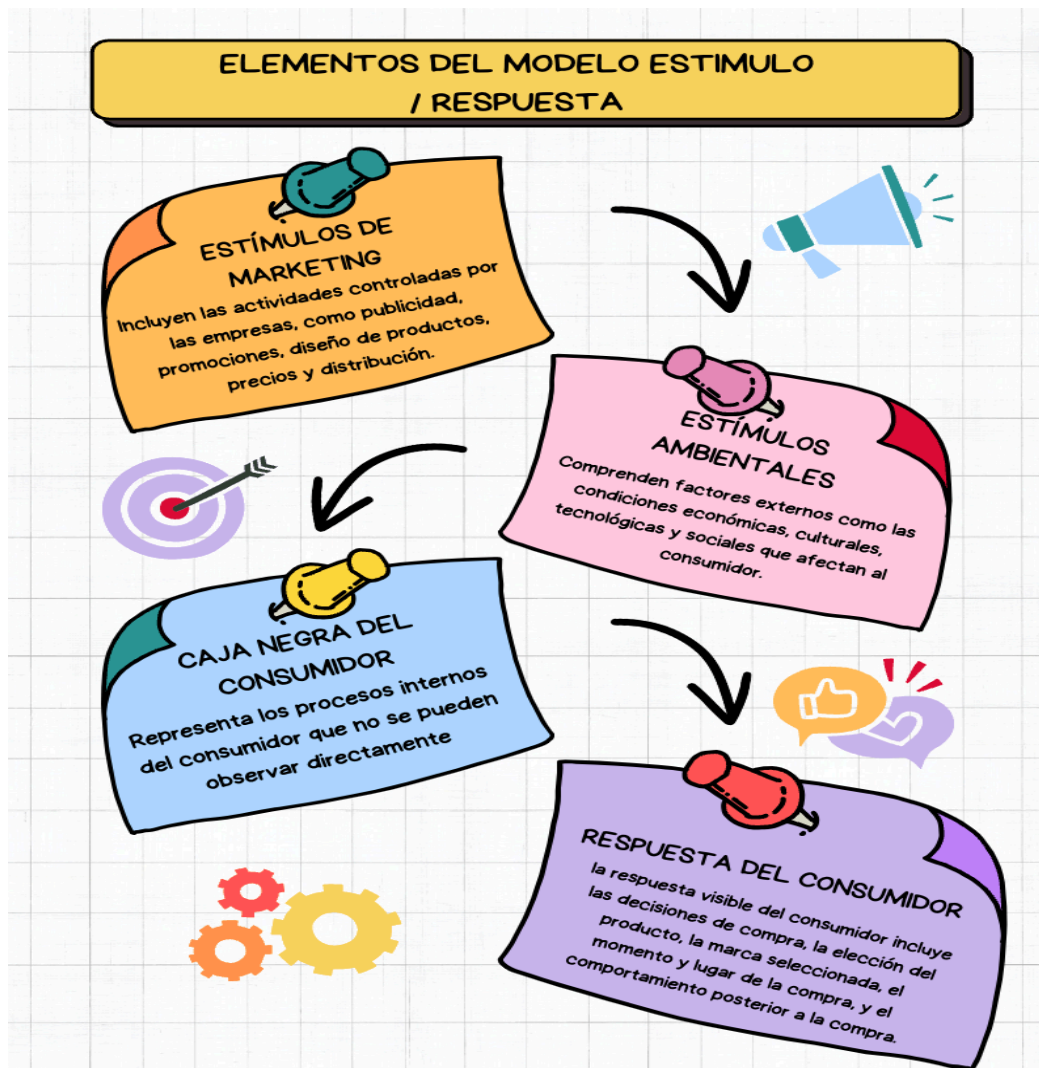 ELEMENTOS DEL MODELO ESTIMULO
/ RESPUESTA
ESTÍMULOS DE
MARKETING
Incluyen las actividades controladas por
las empresas, como publicidad,
promociones, diseño de productos,
precios y distribución.
ESTÍMULOS
AMBIENTALES
Comprenden factores externos como las
condiciones económicas, culturales,
tecnológicas y sociales que afectan al
consumidor.
CAJA NEGRA DEL
CONSUMIDOR
Representa los procesos internos
del consumidor que no se pueden
observar directamente
RESPUESTA DEL CONSUMIDOR
la respuesta visible del consumidor incluye
las decisiones de compra, la elección del
producto, la marca seleccionada, el
momento y lugar de la compra, y el
comportamiento posterior a la compra.